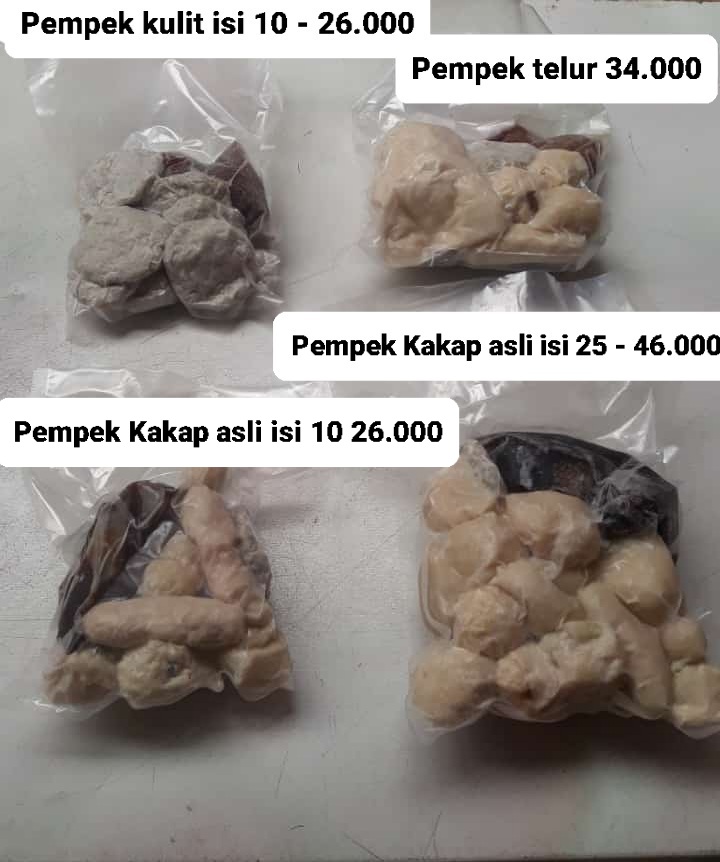 Pempek kulit isi 10 - 26.000
Pempek telur 34.000
Pempek Kakap asli isi 25 - 46.000
Pempek Kakap asli isi 10 26.000